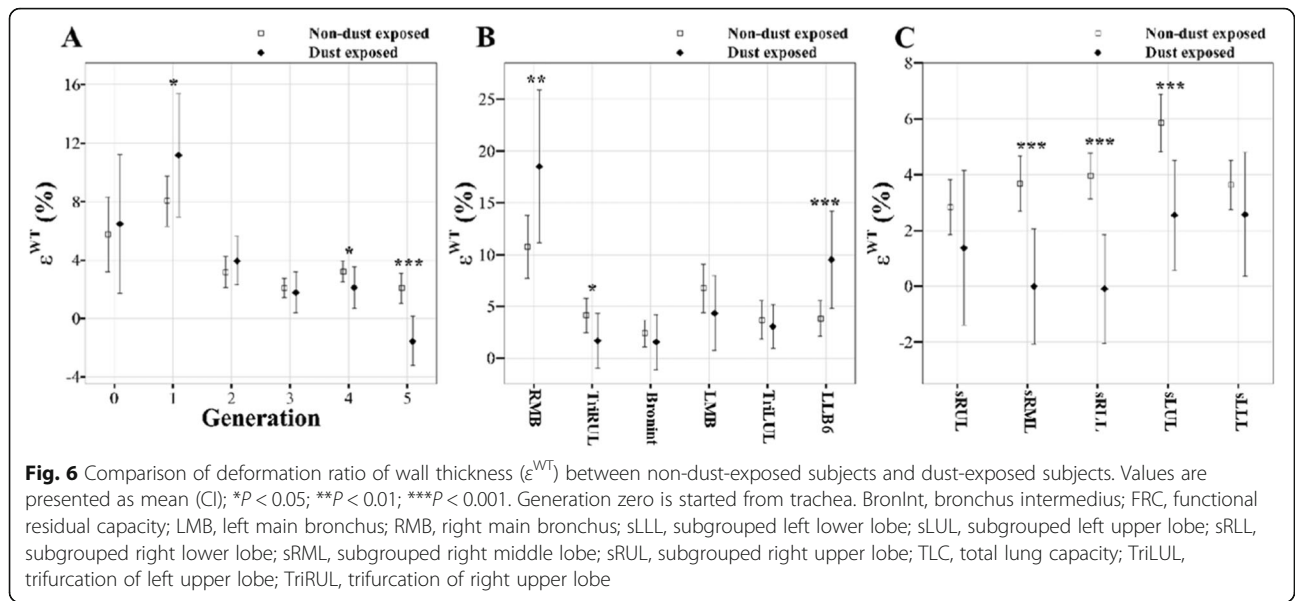 A
Non-dust exposed
Dust exposed
16
12
8
4
0
-4
εWT (%)
*
*
***
0 1 2 3 4 5
Generation
B
Non-dust exposed
Dust exposed
25
20
15
10
5
0
εWT (%)
**
*
***
RMB
TriRUL
Bronint
LMB
TriLUL
LLB6
C
Non-dust exposed
Dust exposed
8
6
4
2
0
-2
εWT (%)
***
***
***
sRUL
sRML
sRLL
sLUL
sLLL
Fig. 6 Comparison of deformation ratio of wall thickness (εWT) between non-dust-exposed subjects and dust-exposed subjects. Values are
presented as mean (CI); *P < 0.05; **P < 0.01; ***P < 0.001. Generation zero is started from trachea. BronInt, bronchus intermedius; FRC, functional
residual capacity; LMB, left main bronchus; RMB, right main bronchus; sLLL, subgrouped left lower lobe; sLUL, subgrouped left upper lobe; sRLL,
subgrouped right lower lobe; sRML, subgrouped right middle lobe; sRUL, subgrouped right upper lobe; TLC, total lung capacity; TriLUL,
trifurcation of left upper lobe; TriRUL, trifurcation of right upper lobe